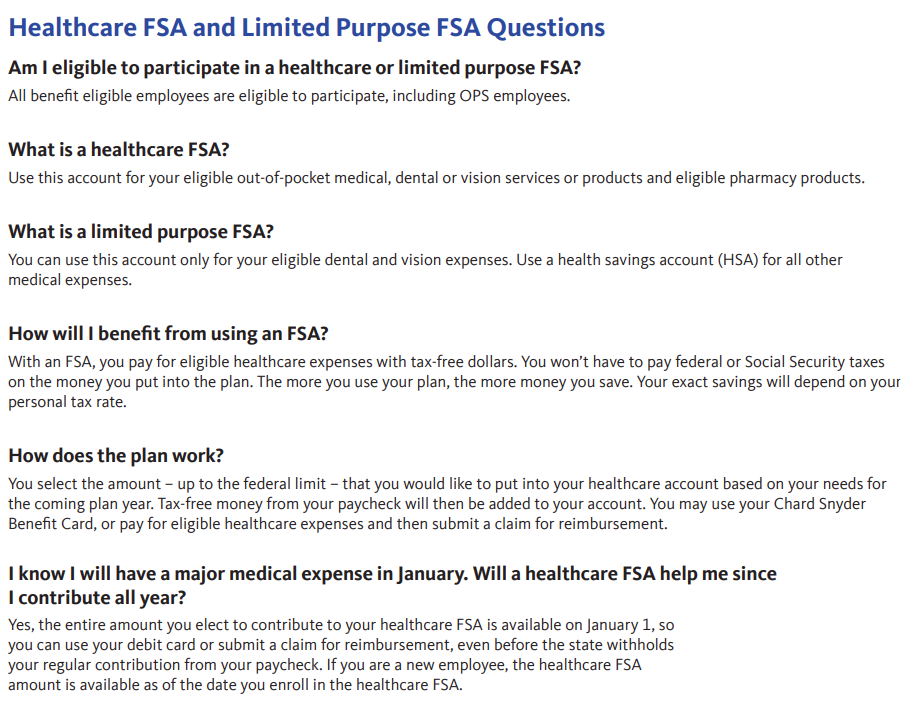 Healthcare FSA and Limited Purpose FSA Questions
Am I eligible to participate in a healthcare or limited purpose FSA?
All benefit eligible employees are eligible to participate, including OPS employees.
What is a healthcare FSA?
Use this account for your eligible out-of-pocket medical, dental or vision services or products and eligible pharmacy products.
What is a limited purpose FSA?
You can use this account only for your eligible dental and vision expenses. Use a health savings account (HSA) for all other
medical expenses.
How will I benefit from using an FSA?
With an FSA, you pay for eligible healthcare expenses with tax-free dollars. You won’t have to pay federal or Social Security taxes
on the money you put into the plan. The more you use your plan, the more money you save. Your exact savings will depend on your
personal tax rate.
How does the plan work?
You select the amount – up to the federal limit – that you would like to put into your healthcare account based on your needs for
the coming plan year. Tax-free money from your paycheck will then be added to your account. You may use your Chard Snyder
Benefit Card, or pay for eligible healthcare expenses and then submit a claim for reimbursement.
I know I will have a major medical expense in January. Will a healthcare FSA help me since
I contribute all year?
Yes, the entire amount you elect to contribute to your healthcare FSA is available on January 1, so
you can use your debit card or submit a claim for reimbursement, even before the state withholds
your regular contribution from your paycheck. If you are a new employee, the healthcare FSA
amount is available as of the date you enroll in the healthcare FSA.